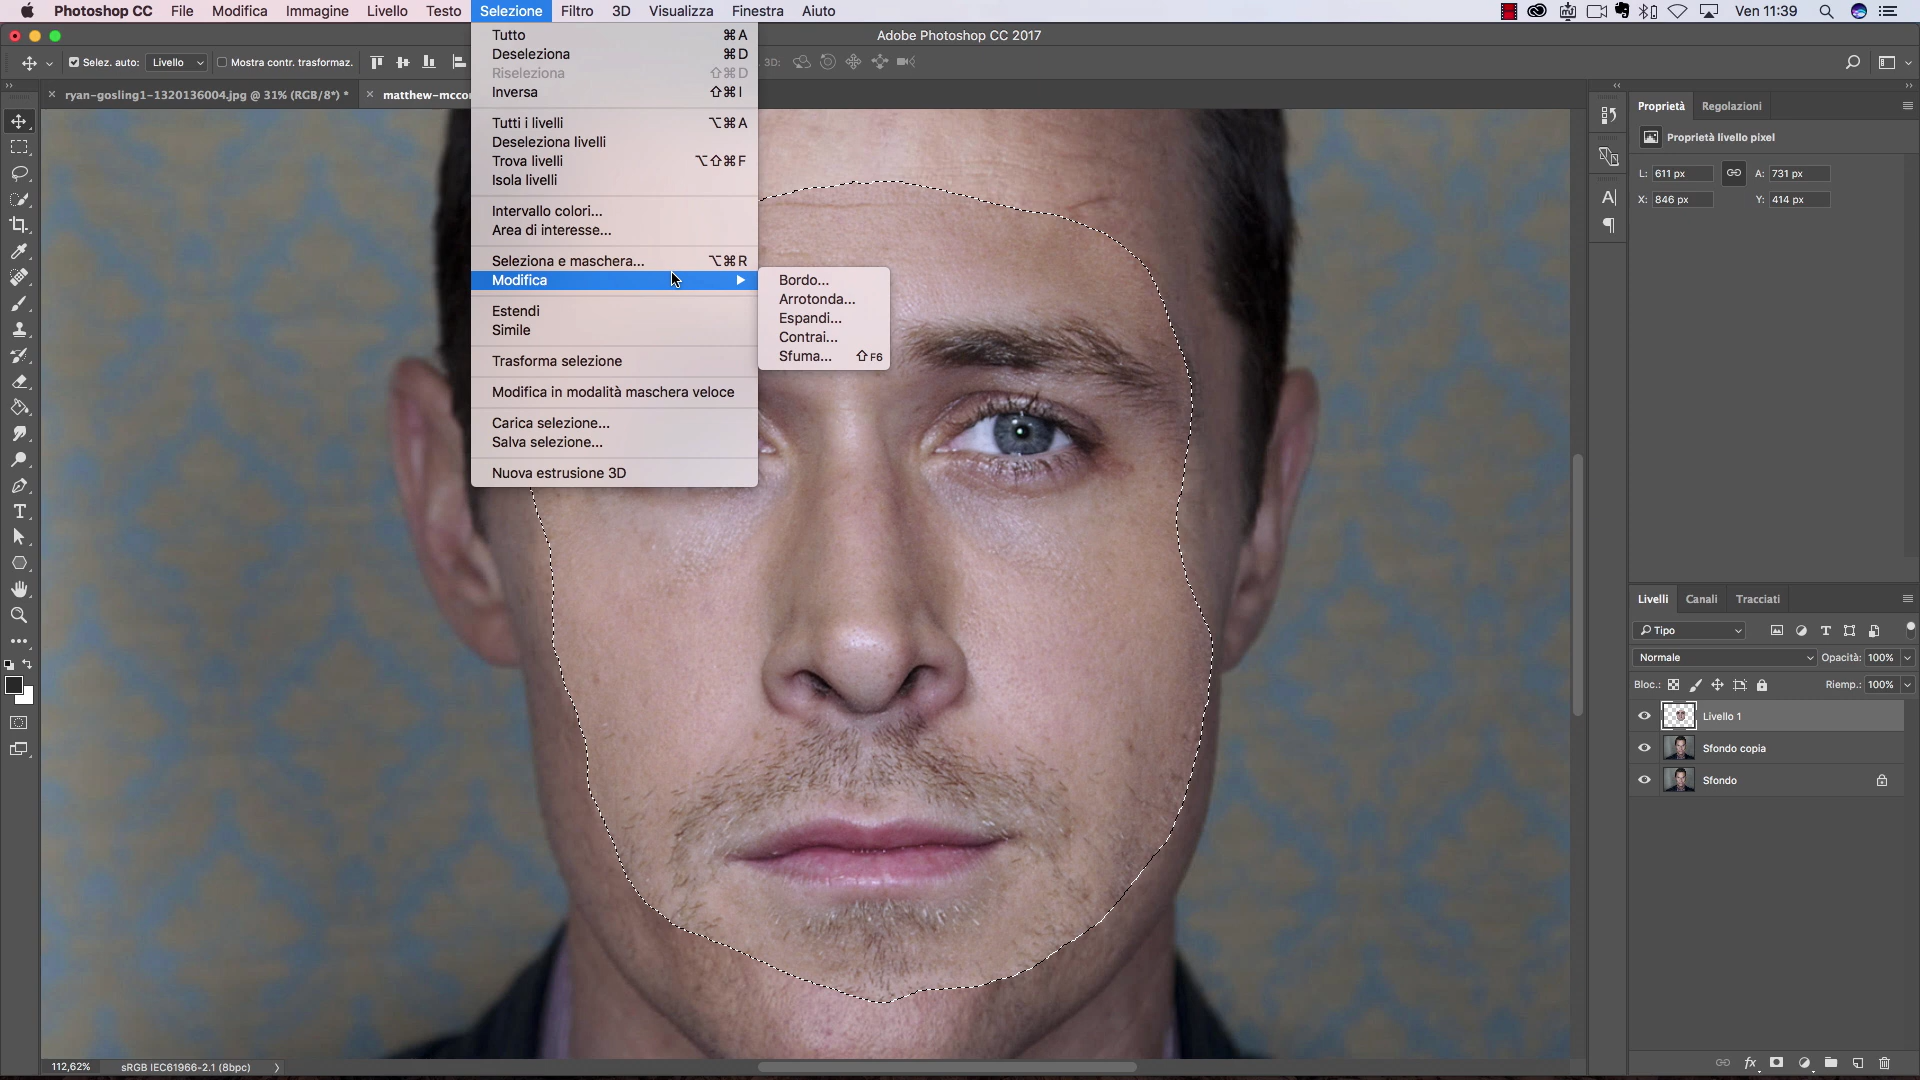 Photoshop CC File Modifica Immagine Livello Testo Selezione Filtro 3D Visualizza Finestra Aiuto Ven 11:39
Adobe Photoshop CC 2017
Selez. auto: Livello Mostra contr. trasformaz. 3D:
ryan-gosling1-1320136004.jpg @ 31% (RGB/8*) * matthew-mccon
Tutto ⌘A
Deseleziona ⌘D
Riseleziona ⇧⌘D
Inversa ⇧⌘I
Tutti i livelli ⌥⌘A
Deseleziona livelli
Trova livelli ⌥⇧⌘F
Isola livelli
Intervallo colori...
Area di interesse...
Seleziona e maschera... ⌥⌘R
Modifica
Estendi
Simile
Trasforma selezione
Modifica in modalità maschera veloce
Carica selezione...
Salva selezione...
Nuova estrusione 3D
Bordo...
Arrotonda...
Espandi...
Contrai...
Sfuma... ⇧F6
Proprietà Regolazioni
Proprietà livello pixel
L: 611 px A: 731 px
X: 846 px Y: 414 px
Livelli Canali Tracciati
Tipo
Normale Opacità: 100%
Bloc.: Riemp.: 100%
Livello 1
Sfondo copia
Sfondo
112,62% sRGB IEC61966-2.1 (8bpc)